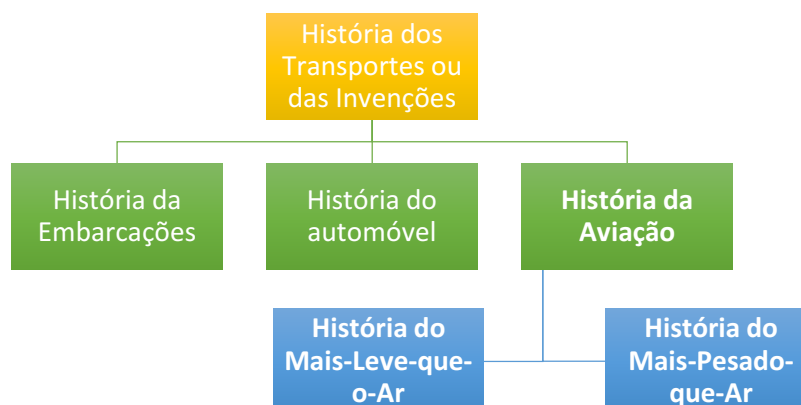 História dos
Transportes ou
das Invenções
História da
Embarcações
História do
automóvel
História da
Aviação
História do
Mais-Leve-que-
o-Ar
História do
Mais-Pesado-
que-Ar